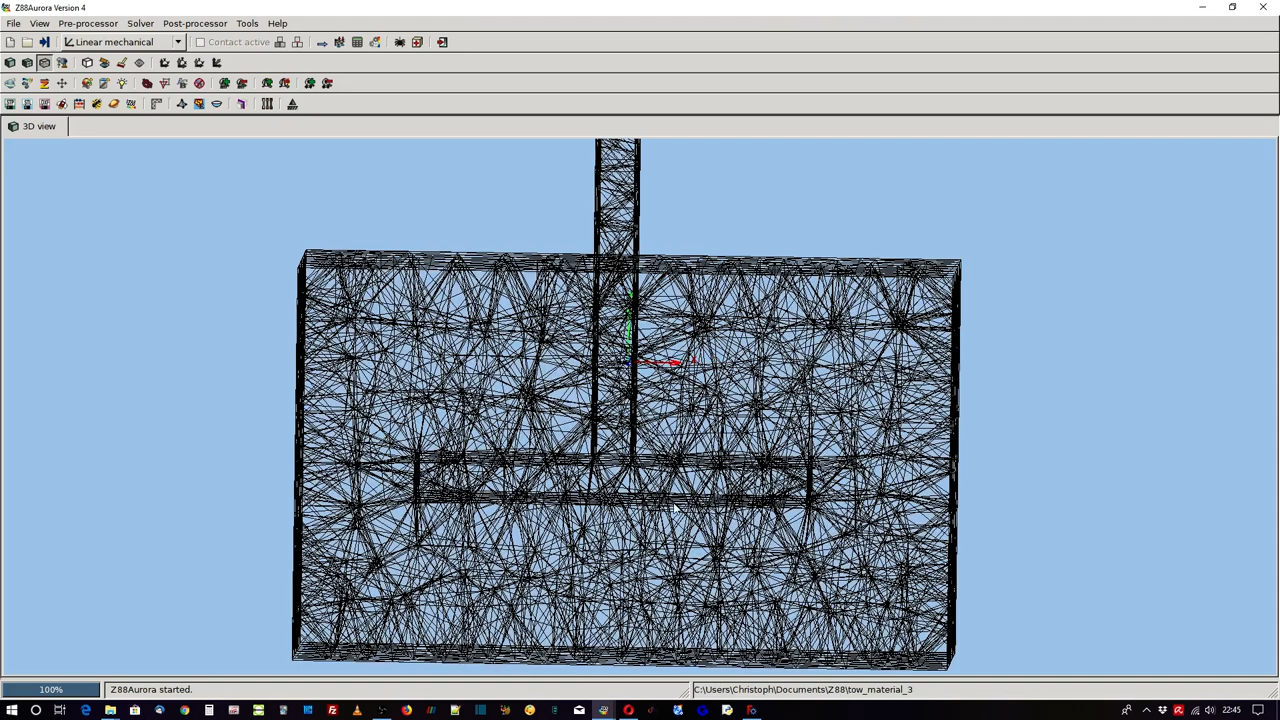 Z88Aurora Version 4
File View Pre-processor Solver Post-processor Tools Help
Linear mechanical Contact active
3D view
100% Z88Aurora started. C:\Users\Christoph\Documents\Z88\tow_material_3
22:45